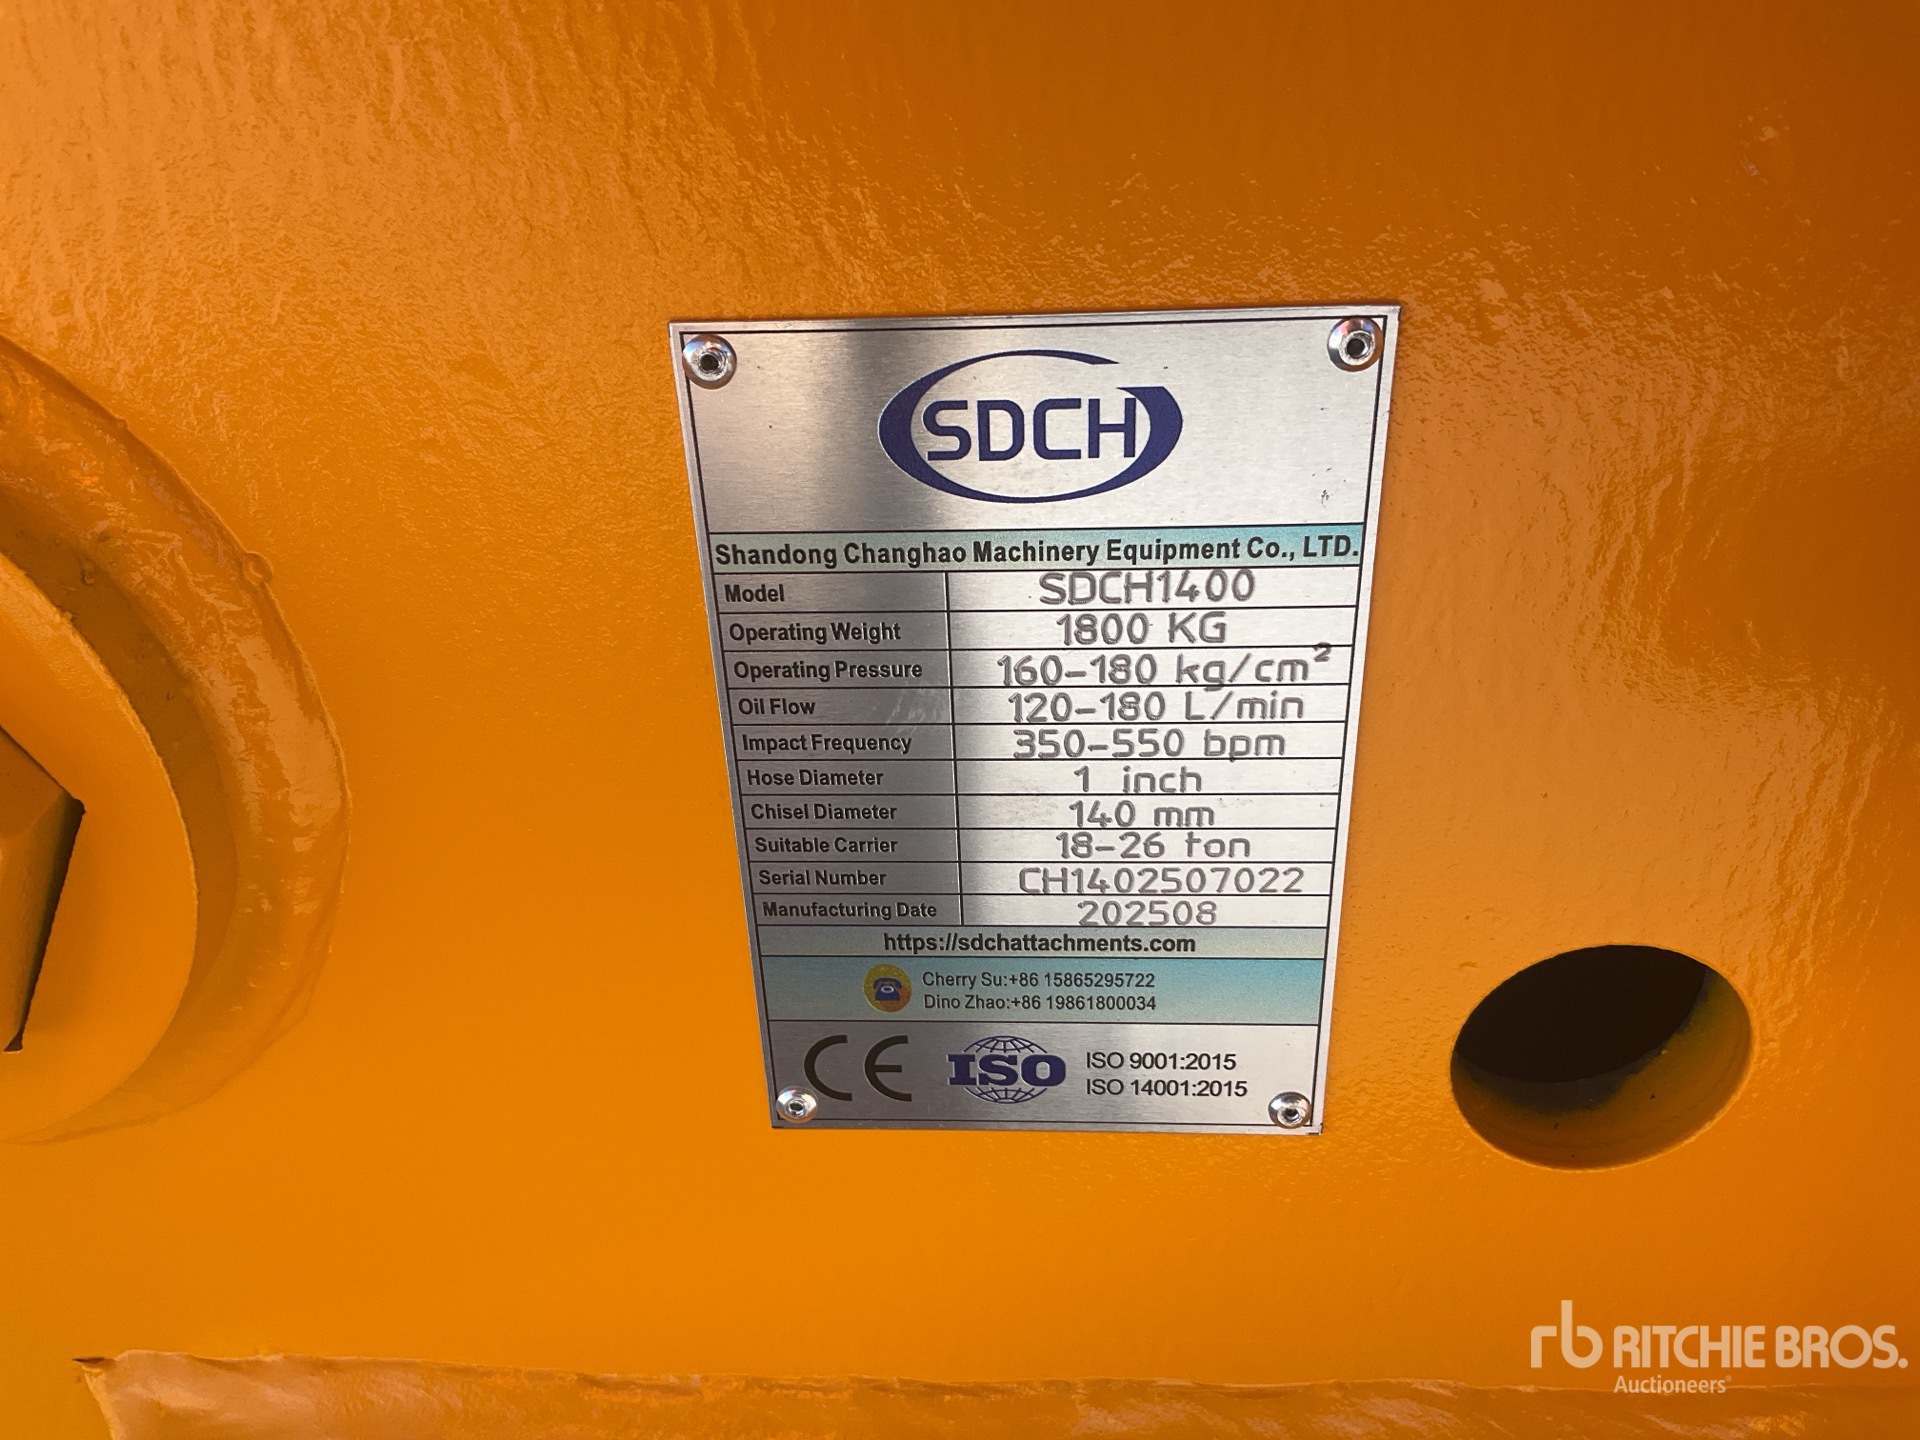 SDCH
Shandong Changhao Machinery Equipment Co., LTD.
Model SDCH1400
Operating Weight 1800 KG
Operating Pressure 160-180 kg/cm²
Oil Flow 120-180 L/min
Impact Frequency 350-550 bpm
Hose Diameter 1 inch
Chisel Diameter 140 mm
Suitable Carrier 18-26 ton
Serial Number CH1402507022
Manufacturing Date 202508
https://sdchattachments.com
Cherry Su:+86 15865295722
Dino Zhao:+86 19861800034
CE ISO ISO 9001:2015
ISO 14001:2015
rb RITCHIE BROS.
Auctioneers